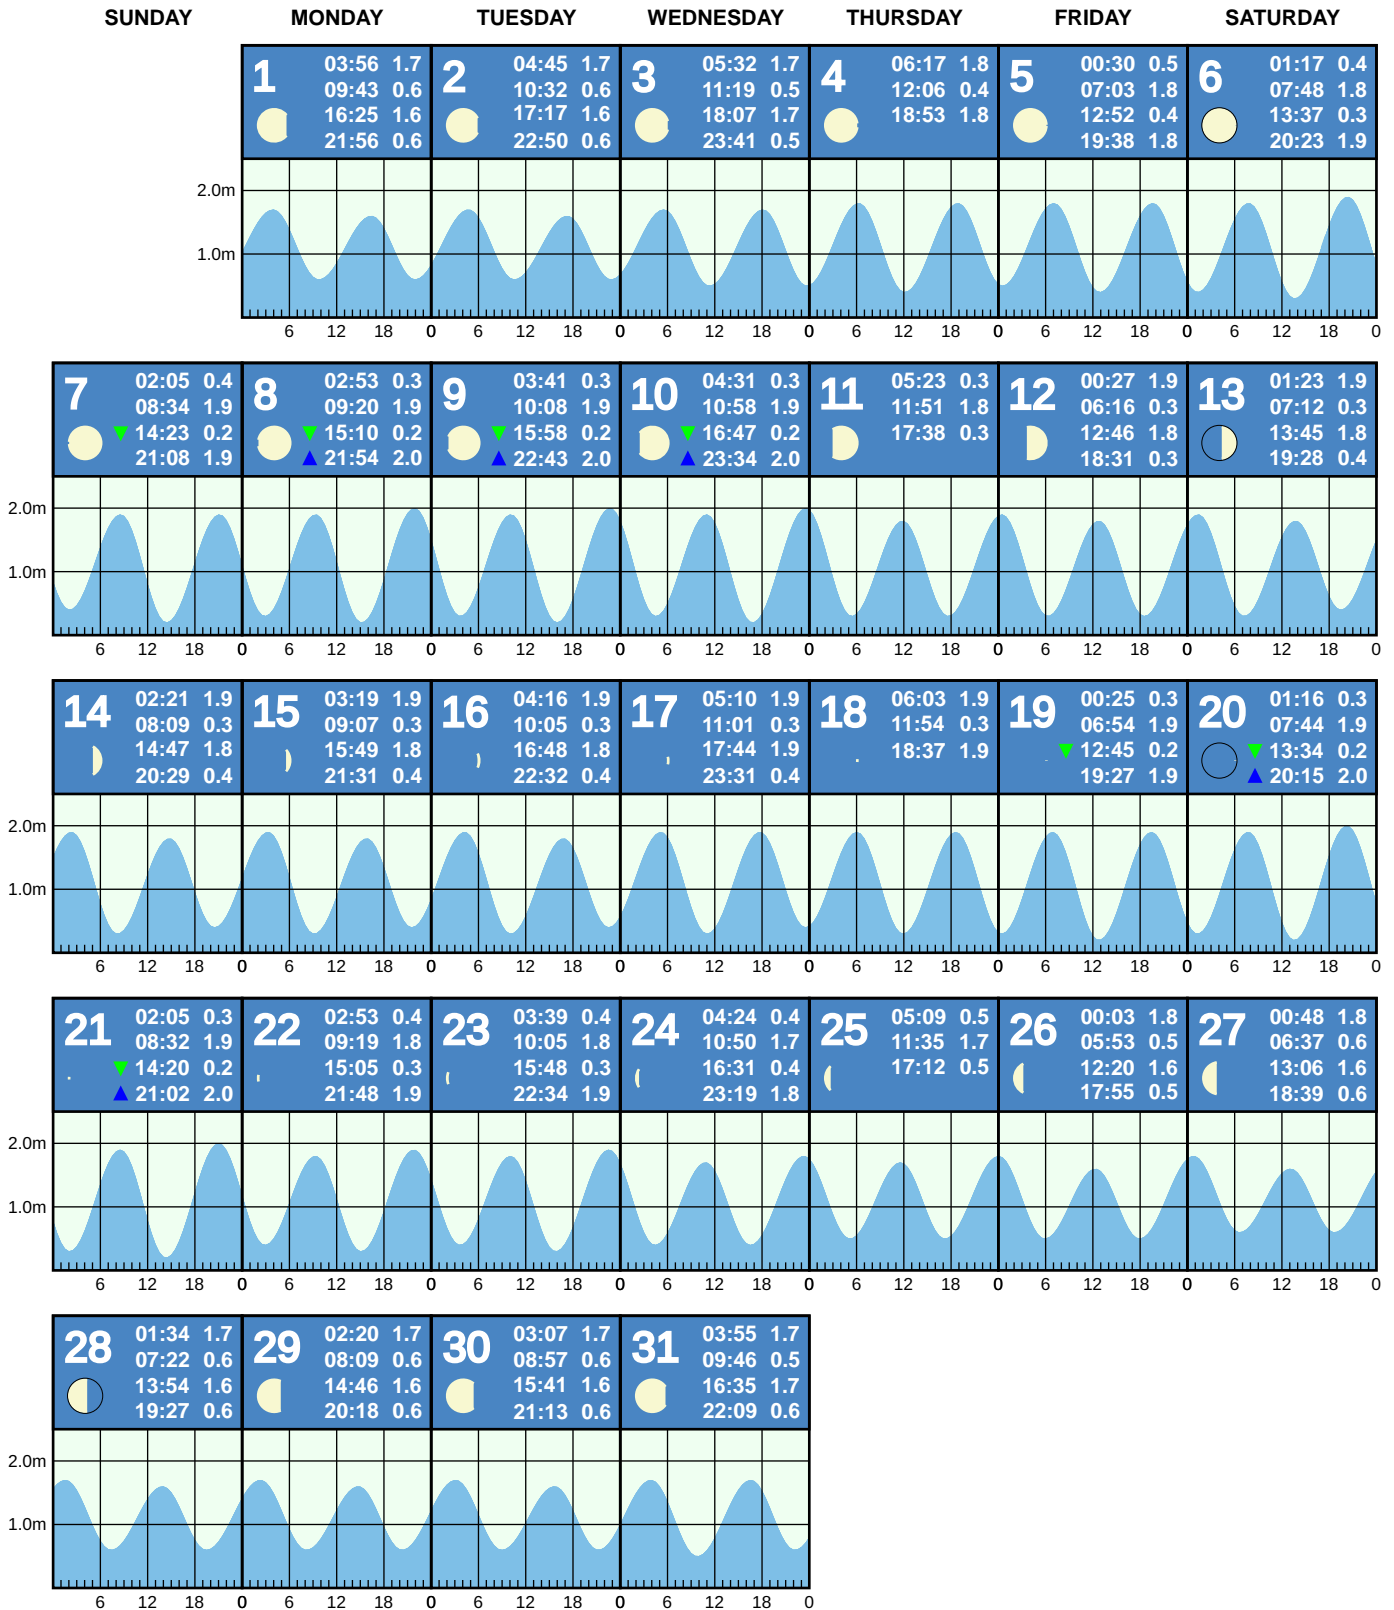 SUNDAY MONDAY TUESDAY WEDNESDAY THURSDAY FRIDAY SATURDAY
1 03:56 1.7
09:43 0.6
16:25 1.6
21:56 0.6
2 04:45 1.7
10:32 0.6
17:17 1.6
22:50 0.6
3 05:32 1.7
11:19 0.5
18:07 1.7
23:41 0.5
4 06:17 1.8
12:06 0.4
18:53 1.8
5 00:30 0.5
07:03 1.8
12:52 0.4
19:38 1.8
6 01:17 0.4
07:48 1.8
13:37 0.3
20:23 1.9
2.0m
1.0m
6 12 18 0 6 12 18 0 6 12 18 0 6 12 18 0 6 12 18 0 6 12 18 0
7 02:05 0.4
08:34 1.9
14:23 0.2
21:08 1.9
8 02:53 0.3
09:20 1.9
15:10 0.2
21:54 2.0
9 03:41 0.3
10:08 1.9
15:58 0.2
22:43 2.0
10 04:31 0.3
10:58 1.9
16:47 0.2
23:34 2.0
11 05:23 0.3
11:51 1.8
17:38 0.3
12 00:27 1.9
06:16 0.3
12:46 1.8
18:31 0.3
13 01:23 1.9
07:12 0.3
13:45 1.8
19:28 0.4
2.0m
1.0m
6 12 18 0 6 12 18 0 6 12 18 0 6 12 18 0 6 12 18 0 6 12 18 0 6 12 18 0
14 02:21 1.9
08:09 0.3
14:47 1.8
20:29 0.4
15 03:19 1.9
09:07 0.3
15:49 1.8
21:31 0.4
16 04:16 1.9
10:05 0.3
16:48 1.8
22:32 0.4
17 05:10 1.9
11:01 0.3
17:44 1.9
23:31 0.4
18 06:03 1.9
11:54 0.3
18:37 1.9
19 00:25 0.3
06:54 1.9
12:45 0.2
19:27 1.9
20 01:16 0.3
07:44 1.9
13:34 0.2
20:15 2.0
2.0m
1.0m
6 12 18 0 6 12 18 0 6 12 18 0 6 12 18 0 6 12 18 0 6 12 18 0 6 12 18 0
21 02:05 0.3
08:32 1.9
14:20 0.2
21:02 2.0
22 02:53 0.4
09:19 1.8
15:05 0.3
21:48 1.9
23 03:39 0.4
10:05 1.8
15:48 0.3
22:34 1.9
24 04:24 0.4
10:50 1.7
16:31 0.4
23:19 1.8
25 05:09 0.5
11:35 1.7
17:12 0.5
26 00:03 1.8
05:53 0.5
12:20 1.6
17:55 0.5
27 00:48 1.8
06:37 0.6
13:06 1.6
18:39 0.6
2.0m
1.0m
6 12 18 0 6 12 18 0 6 12 18 0 6 12 18 0 6 12 18 0 6 12 18 0 6 12 18 0
28 01:34 1.7
07:22 0.6
13:54 1.6
19:27 0.6
29 02:20 1.7
08:09 0.6
14:46 1.6
20:18 0.6
30 03:07 1.7
08:57 0.6
15:41 1.6
21:13 0.6
31 03:55 1.7
09:46 0.5
16:35 1.7
22:09 0.6
2.0m
1.0m
6 12 18 0 6 12 18 0 6 12 18 0 6 12 18 0